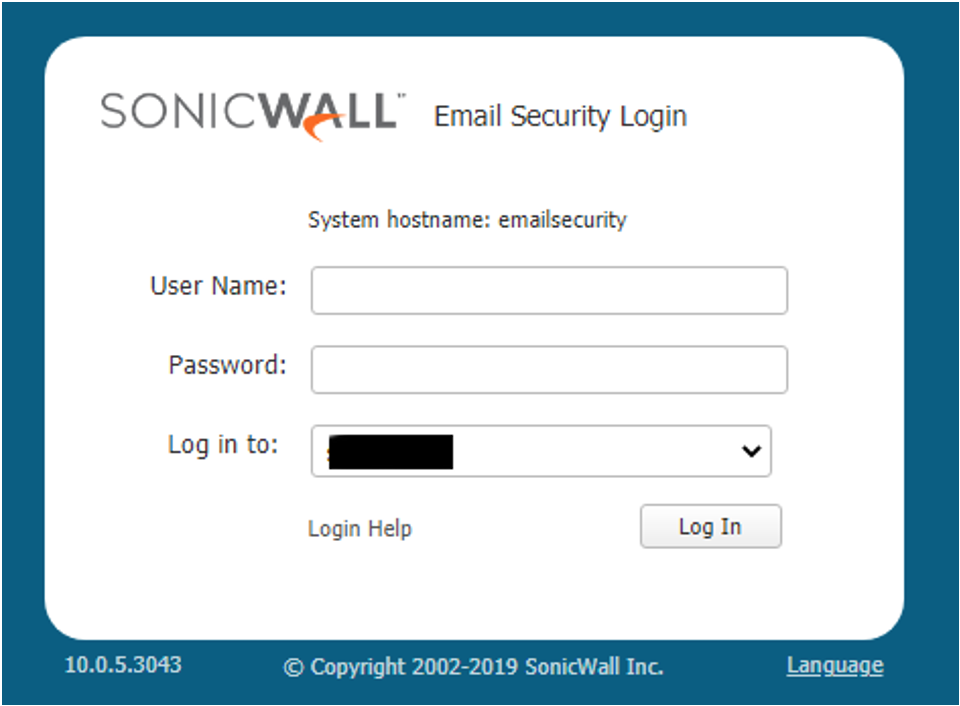 SONICWALL™ Email Security Login
System hostname: emailsecurity
User Name:
Password:
Log in to:
Login Help Log In
10.0.5.3043 © Copyright 2002-2019 SonicWall Inc. Language